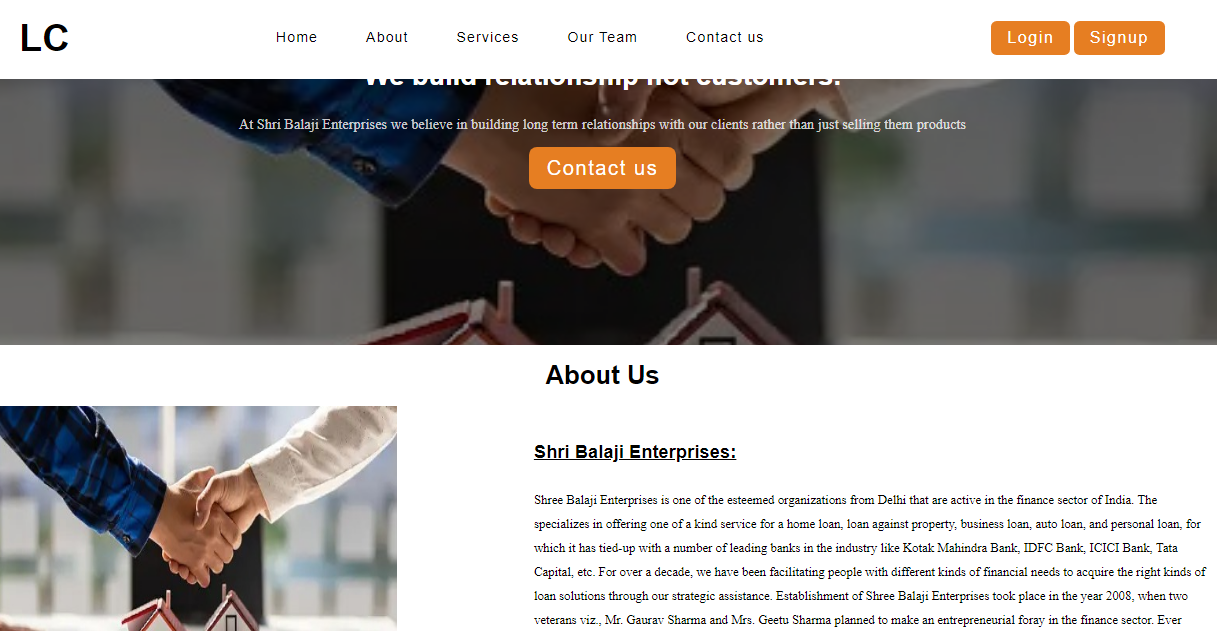 LC
Home About Services Our Team Contact us
Login Signup
We build relationship not customers.
At Shri Balaji Enterprises we believe in building long term relationships with our clients rather than just selling them products
Contact us
About Us
Shri Balaji Enterprises:
Shree Balaji Enterprises is one of the esteemed organizations from Delhi that are active in the finance sector of India. The
specializes in offering one of a kind service for a home loan, loan against property, business loan, auto loan, and personal loan, for
which it has tied-up with a number of leading banks in the industry like Kotak Mahindra Bank, IDFC Bank, ICICI Bank, Tata
Capital, etc. For over a decade, we have been facilitating people with different kinds of financial needs to acquire the right kinds of
loan solutions through our strategic assistance. Establishment of Shree Balaji Enterprises took place in the year 2008, when two
veterans viz., Mr. Gaurav Sharma and Mrs. Geetu Sharma planned to make an entrepreneurial foray in the finance sector. Ever